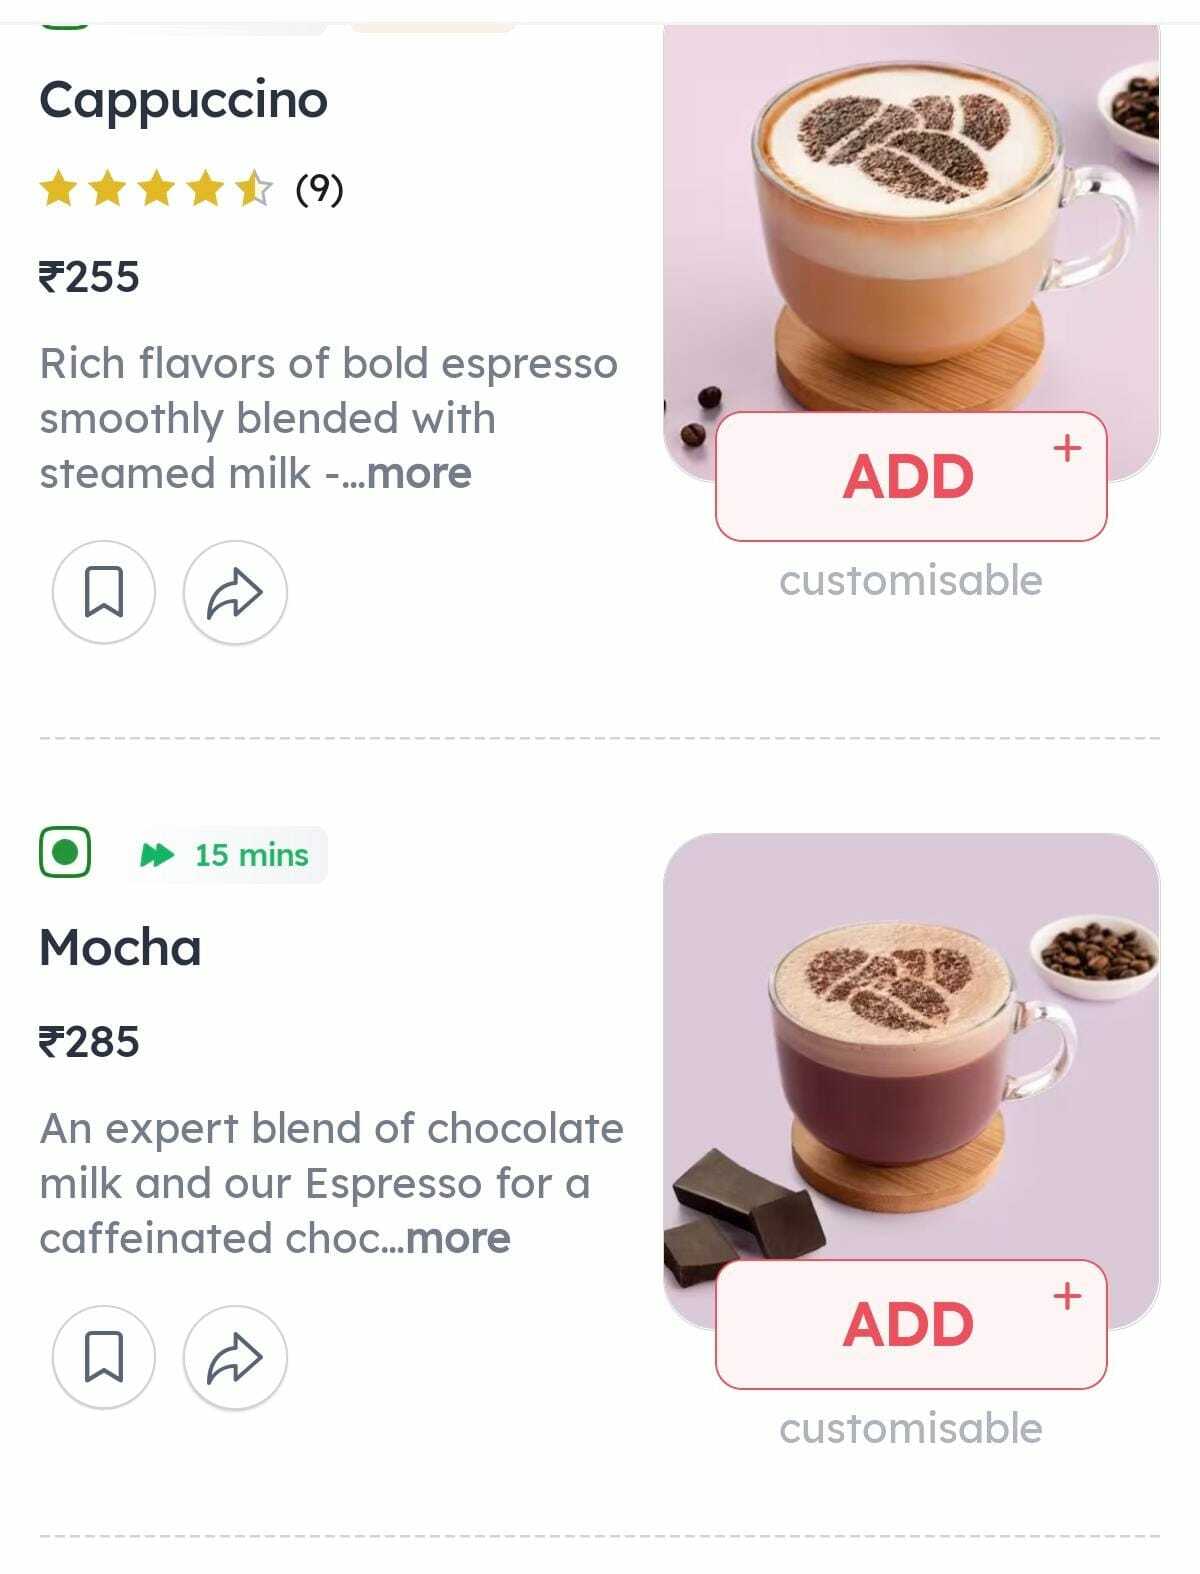 Cappuccino
(9)
₹255
Rich flavors of bold espresso
smoothly blended with
steamed milk -...more
ADD +
customisable
15 mins
Mocha
₹285
An expert blend of chocolate
milk and our Espresso for a
caffeinated choc...more
ADD +
customisable